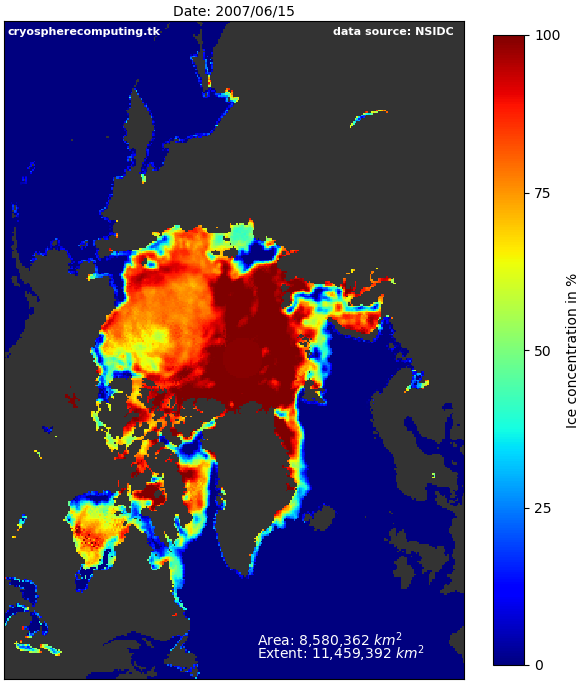 Date: 2007/06/15
cryospherecomputing.tk
data source: NSIDC
100
75
50
25
0
Ice concentration in %
Area: 8,580,362 km²
Extent: 11,459,392 km²